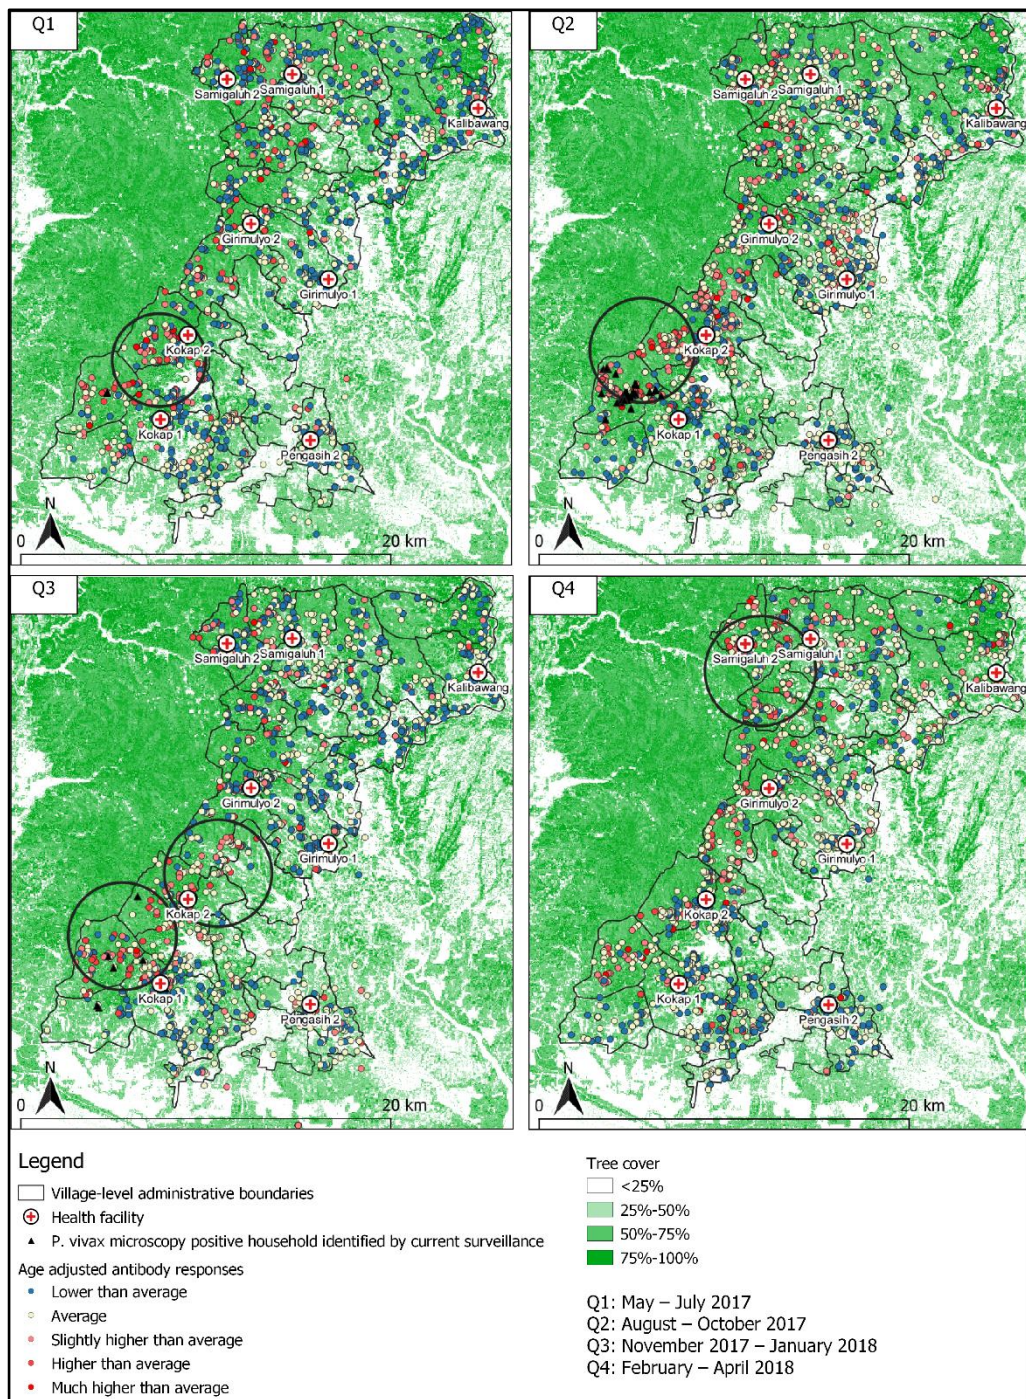 Q1
Samigaluh 2
Samigaluh 1
Kalibawang
Girimulyo 2
Girimulyo 1
Kokap 2
Kokap 1
Pengasih 2
N
0
20 km
Q2
Samigaluh 2
Samigaluh 1
Kalibawang
Girimulyo 2
Girimulyo 1
Kokap 2
Kokap 1
Pengasih 2
N
0
20 km
Q3
Samigaluh 2
Samigaluh 1
Kalibawang
Girimulyo 2
Girimulyo 1
Kokap 2
Kokap 1
Pengasih 2
N
0
20 km
Q4
Samigaluh 2
Samigaluh 1
Kalibawang
Girimulyo 2
Girimulyo 1
Kokap 2
Kokap 1
Pengasih 2
N
0
20 km
Legend
Village-level administrative boundaries
Health facility
P. vivax microscopy positive household identified by current surveillance
Age adjusted antibody responses
Lower than average
Average
Slightly higher than average
Higher than average
Much higher than average
Tree cover
<25%
25%-50%
50%-75%
75%-100%
Q1: May – July 2017
Q2: August – October 2017
Q3: November 2017 – January 2018
Q4: February – April 2018